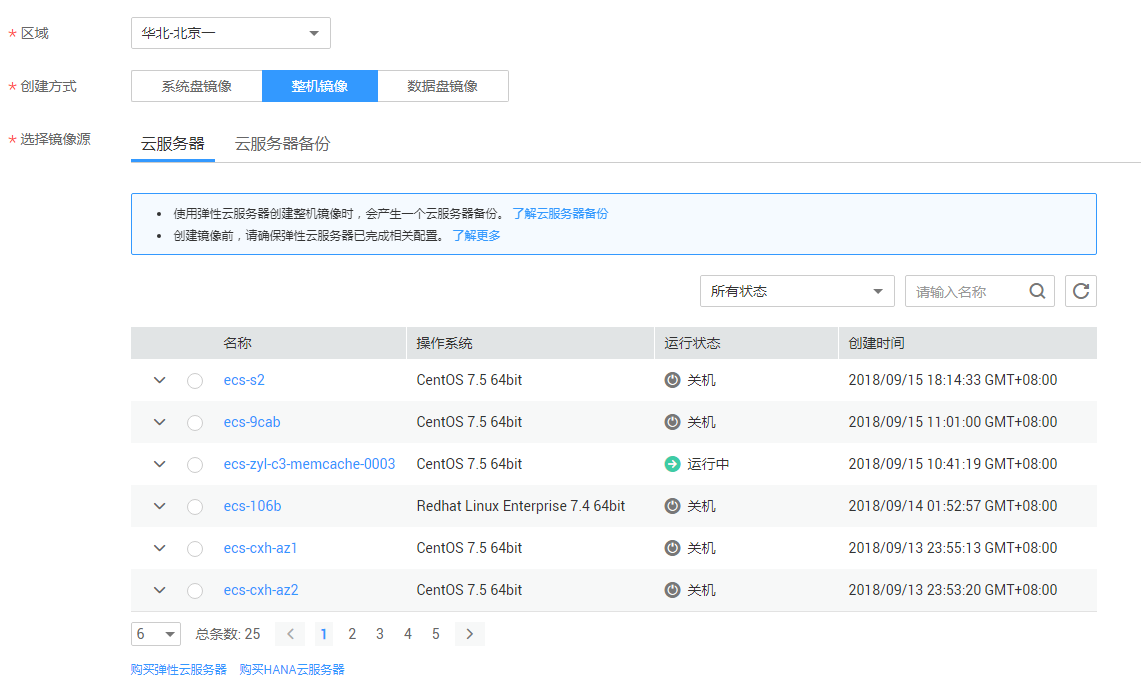 * 区域 华北-北京一
* 创建方式 系统盘镜像 整机镜像 数据盘镜像
* 选择镜像源 云服务器 云服务器备份
• 使用弹性云服务器创建整机镜像时，会产生一个云服务器备份。 了解云服务器备份
• 创建镜像前，请确保弹性云服务器已完成相关配置。 了解更多
所有状态 请输入名称
名称 操作系统 运行状态 创建时间
ecs-s2 CentOS 7.5 64bit 关机 2018/09/15 18:14:33 GMT+08:00
ecs-9cab CentOS 7.5 64bit 关机 2018/09/15 11:01:00 GMT+08:00
ecs-zyl-c3-memcache-0003 CentOS 7.5 64bit 运行中 2018/09/15 10:41:19 GMT+08:00
ecs-106b Redhat Linux Enterprise 7.4 64bit 关机 2018/09/14 01:52:57 GMT+08:00
ecs-cxh-az1 CentOS 7.5 64bit 关机 2018/09/13 23:55:13 GMT+08:00
ecs-cxh-az2 CentOS 7.5 64bit 关机 2018/09/13 23:53:20 GMT+08:00
6 总条数: 25 < 1 2 3 4 5 >
购买弹性云服务器 购买HANA云服务器